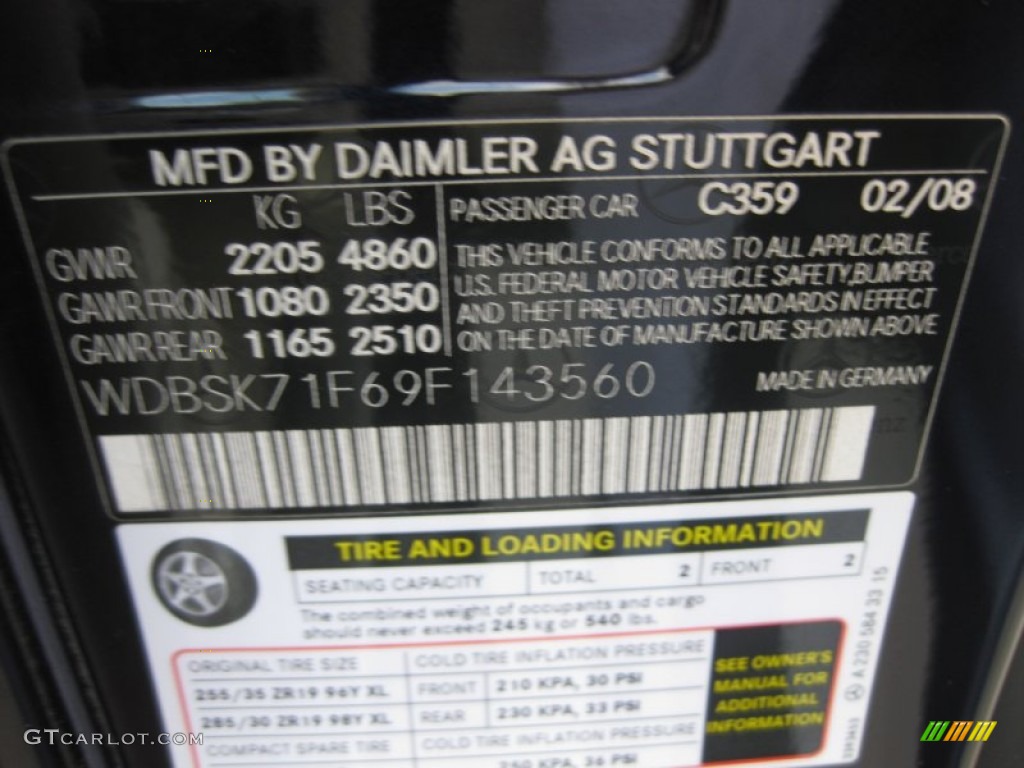 MFD BY DAIMLER AG STUTTGART
KG LBS
GVWR 2205 4860
GAWR FRONT 1080 2350
GAWR REAR 1165 2510
PASSENGER CAR C359 02/08
THIS VEHICLE CONFORMS TO ALL APPLICABLE
U.S. FEDERAL MOTOR VEHICLE SAFETY, BUMPER
AND THEFT PREVENTION STANDARDS IN EFFECT
ON THE DATE OF MANUFACTURE SHOWN ABOVE
WDBSK71F69F143560
MADE IN GERMANY
TIRE AND LOADING INFORMATION
SEATING CAPACITY TOTAL 2 FRONT 2
The combined weight of occupants and cargo
should never exceed 245 kg or 540 lbs.
ORIGINAL TIRE SIZE COLD TIRE INFLATION PRESSURE
255/35 ZR19 96Y XL FRONT 210 KPA, 30 PSI
285/30 ZR19 98Y XL REAR 230 KPA, 33 PSI
COMPACT SPARE TIRE COLD TIRE INFLATION PRESSURE
250 KPA, 36 PSI
SEE OWNER'S
MANUAL FOR
ADDITIONAL
INFORMATION
A 230 584 33 15
GTCARLOT.COM